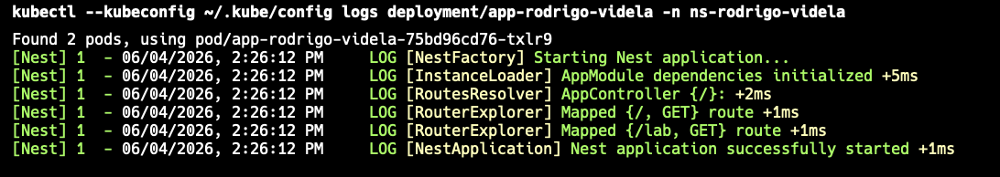 kubectl --kubeconfig ~/.kube/config logs deployment/app-rodrigo-videla -n ns-rodrigo-videla
Found 2 pods, using pod/app-rodrigo-videla-75bd96cd76-txlr9
[Nest] 1  - 06/04/2026, 2:26:12 PM     LOG [NestFactory] Starting Nest application...
[Nest] 1  - 06/04/2026, 2:26:12 PM     LOG [InstanceLoader] AppModule dependencies initialized +5ms
[Nest] 1  - 06/04/2026, 2:26:12 PM     LOG [RoutesResolver] AppController {/}: +2ms
[Nest] 1  - 06/04/2026, 2:26:12 PM     LOG [RouterExplorer] Mapped {/, GET} route +1ms
[Nest] 1  - 06/04/2026, 2:26:12 PM     LOG [RouterExplorer] Mapped {/lab, GET} route +1ms
[Nest] 1  - 06/04/2026, 2:26:12 PM     LOG [NestApplication] Nest application successfully started +1ms